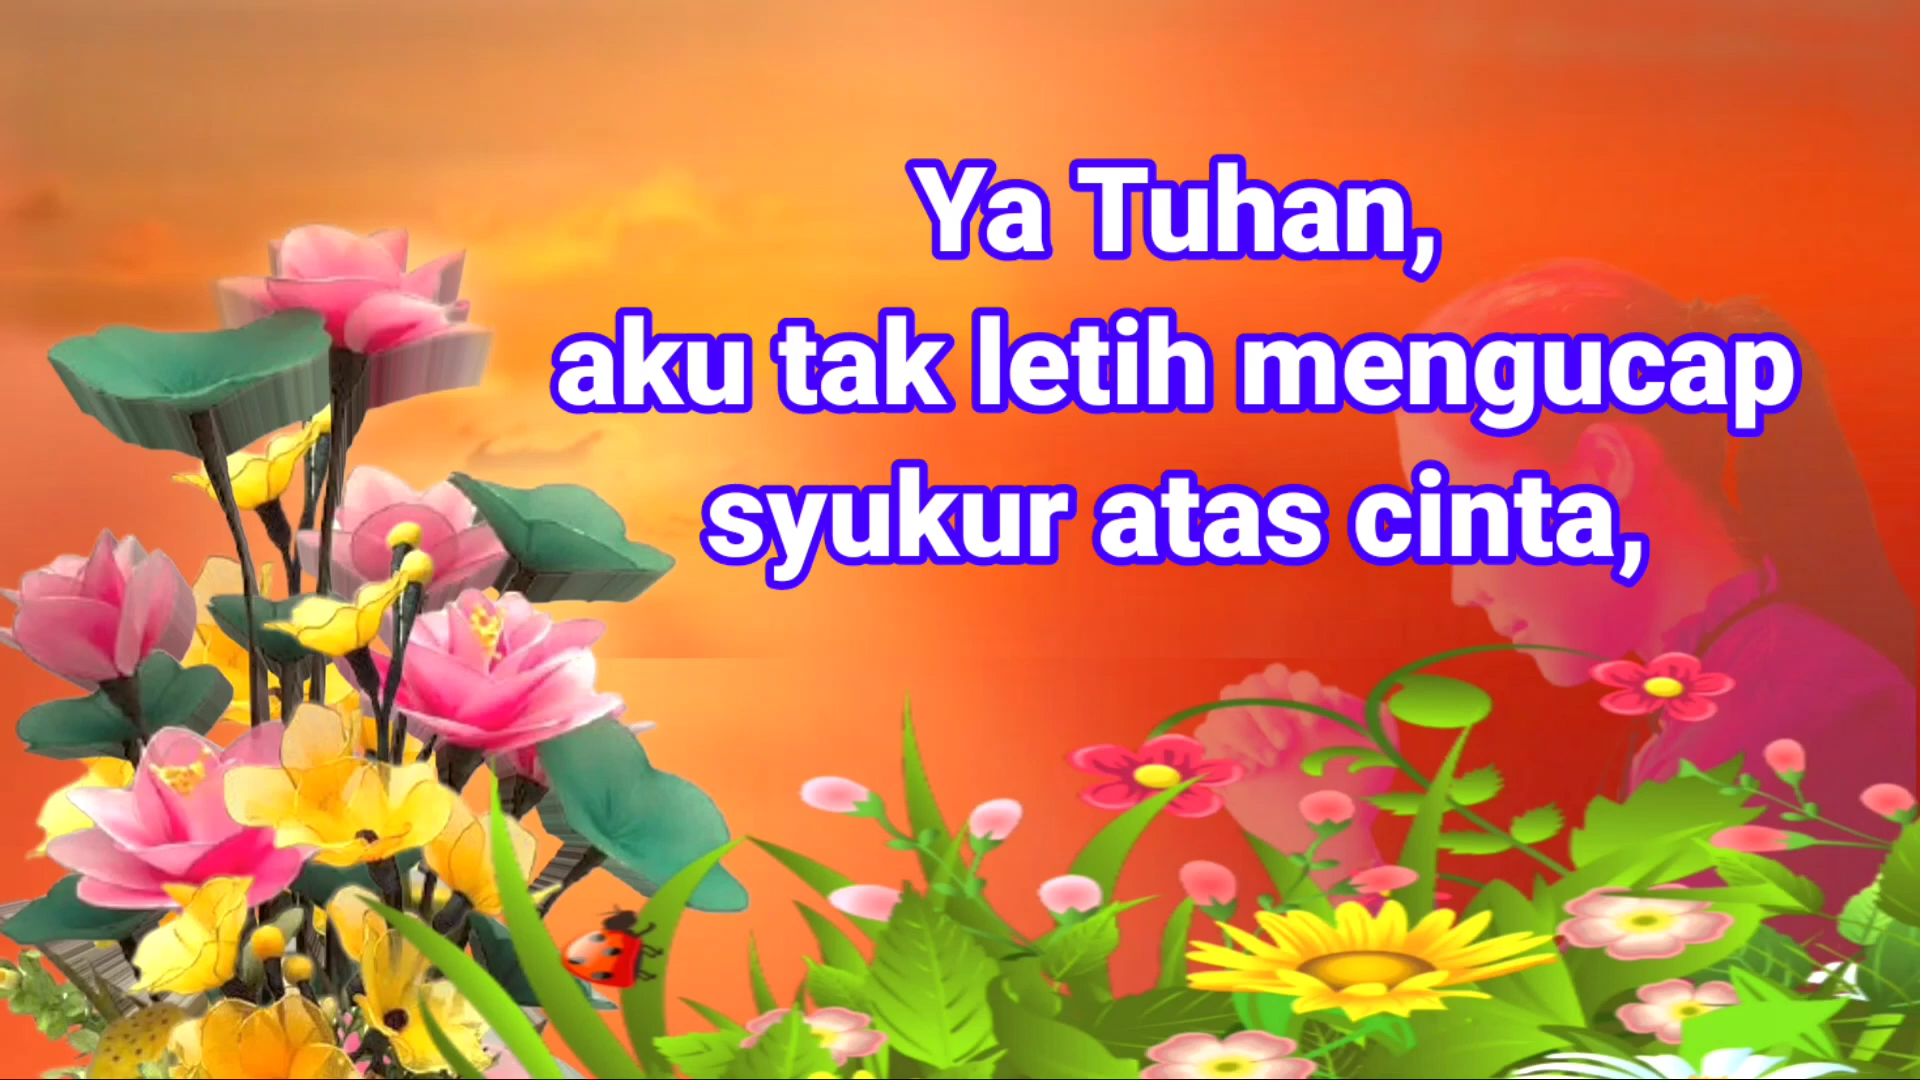 Ya Tuhan,
aku tak letih mengucap
syukur atas cinta,